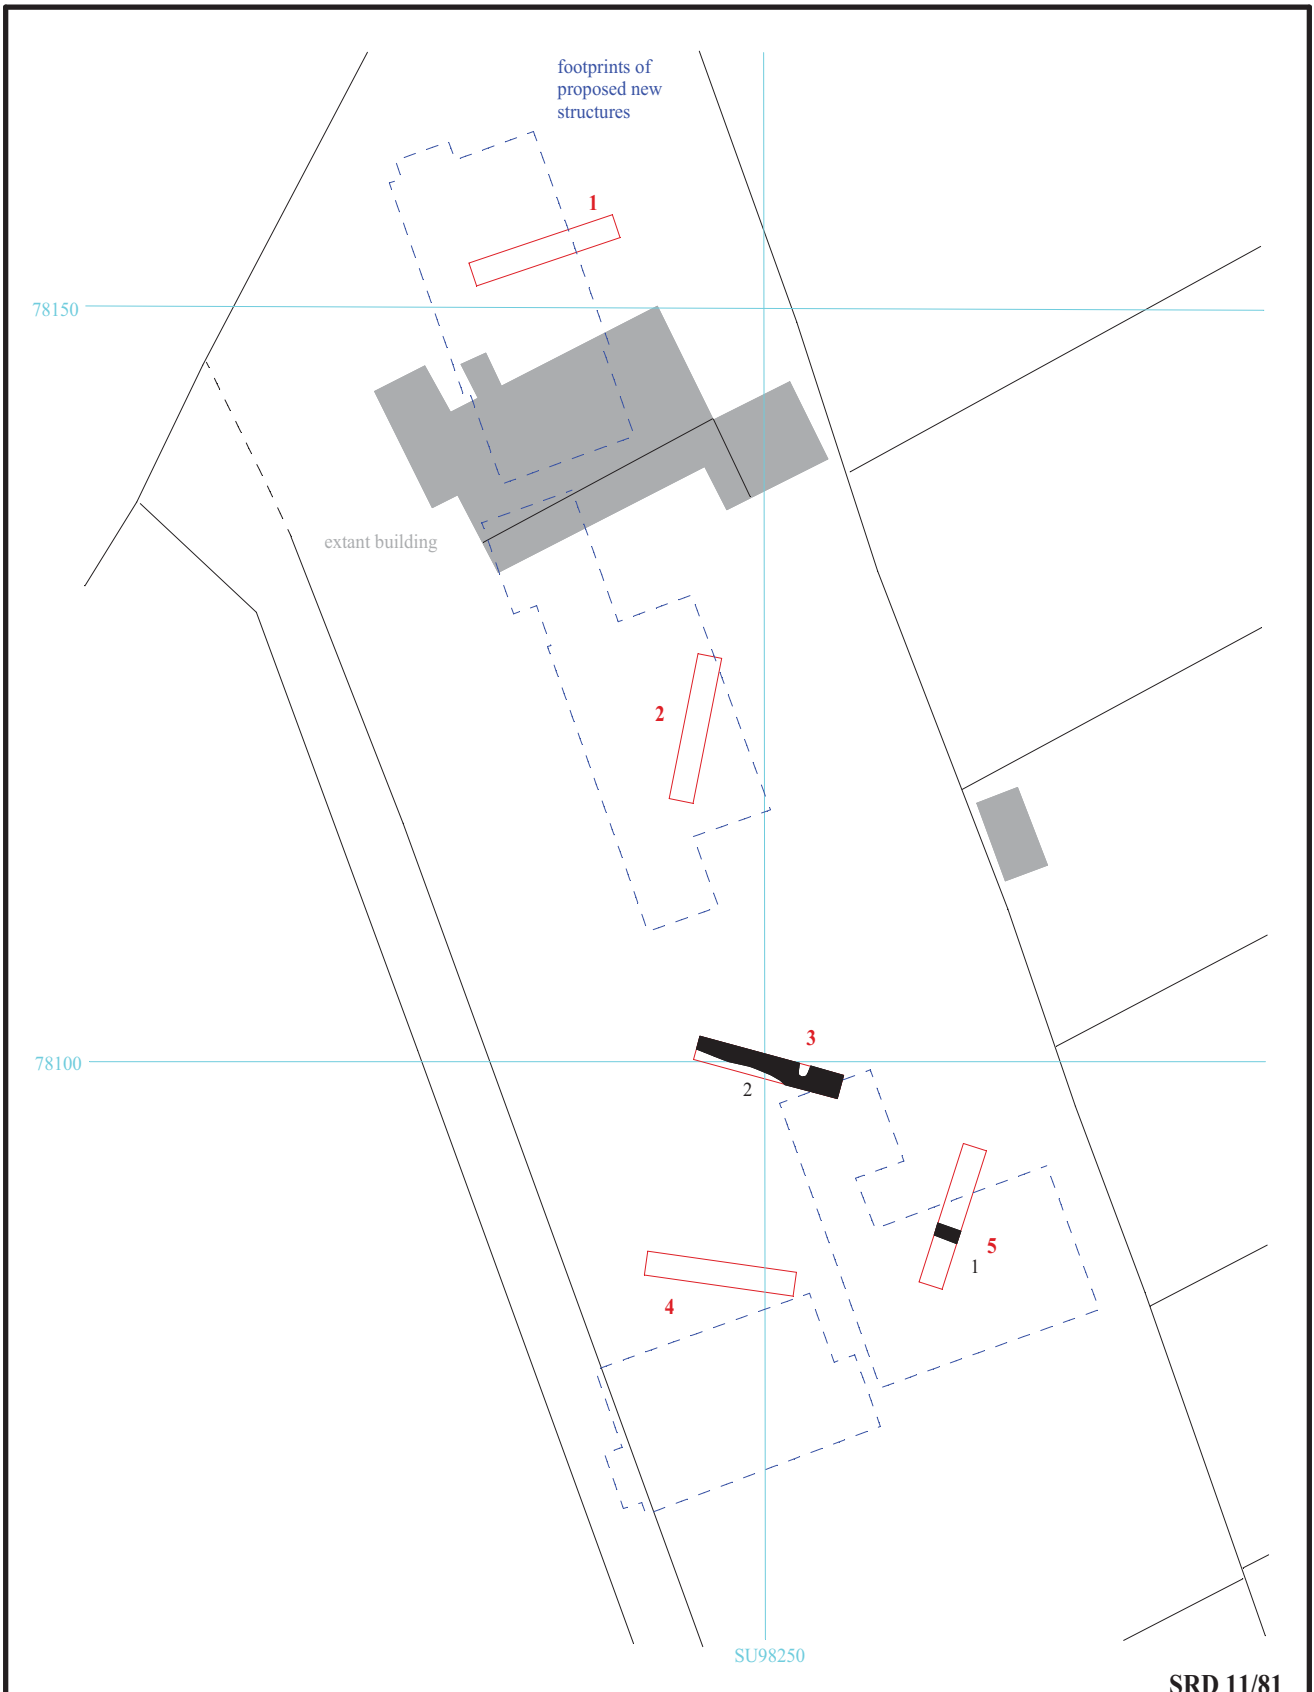 footprints of
proposed new
structures
1
78150
extant building
2
3
78100
2
5
1
4
SU98250
SRD 11/81